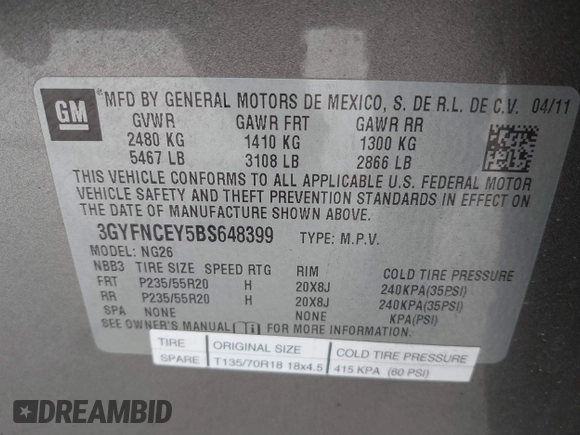 GM
®MFD BY GENERAL MOTORS DE MEXICO, S. DE R.L. DE C.V. 04/11
GVWR GAWR FRT GAWR RR
2480 KG 1410 KG 1300 KG
5467 LB 3108 LB 2866 LB
THIS VEHICLE CONFORMS TO ALL APPLICABLE U.S. FEDERAL MOTOR
VEHICLE SAFETY AND THEFT PREVENTION STANDARDS IN EFFECT ON
THE DATE OF MANUFACTURE SHOWN ABOVE.
3GYFNCEY5BS648399 TYPE: M.P.V.
MODEL: NG26
NBB3 TIRE SIZE SPEED RTG RIM COLD TIRE PRESSURE
FRT P235/55R20 H 20X8J 240KPA(35PSI)
RR P235/55R20 H 20X8J 240KPA(35PSI)
SPA NONE NONE KPA(PSI)
SEE OWNER'S MANUAL FOR MORE INFORMATION.
TIRE ORIGINAL SIZE COLD TIRE PRESSURE
SPARE T135/70R18 18x4.5 415 KPA (60 PSI)
DREAMBID